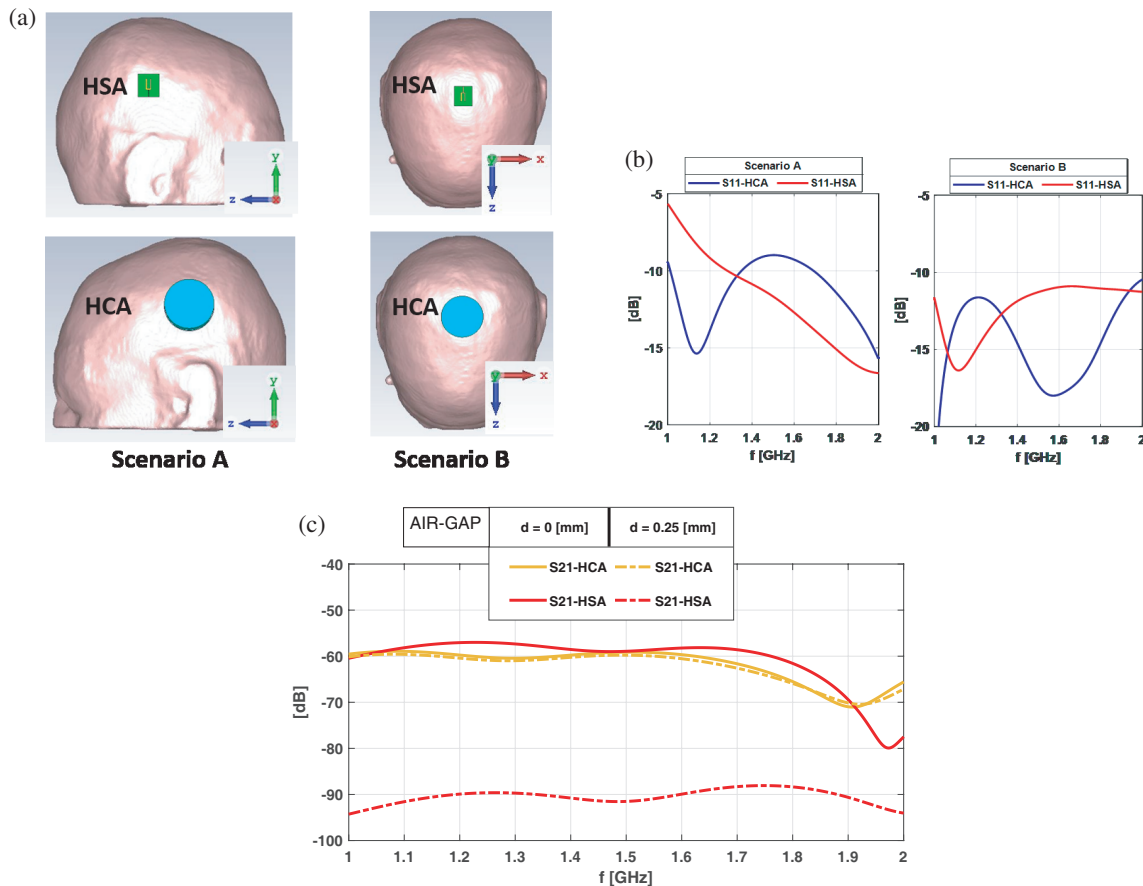 (a)
HSA
y
z
x
HSA
y
x
z
HCA
y
z
x
HCA
y
x
z
Scenario A
Scenario B
(b)
Scenario A
S11-HCA S11-HSA
-5
-10
-15
-20
[dB]
1 1.2 1.4 1.6 1.8 2
f [GHz]
Scenario B
S11-HCA S11-HSA
-5
-10
-15
-20
[dB]
1 1.2 1.4 1.6 1.8 2
f [GHz]
(c)
AIR-GAP d = 0 [mm] d = 0.25 [mm]
S21-HCA S21-HCA
S21-HSA S21-HSA
-40
-50
-60
-70
-80
-90
-100
[dB]
1 1.1 1.2 1.3 1.4 1.5 1.6 1.7 1.8 1.9 2
f [GHz]